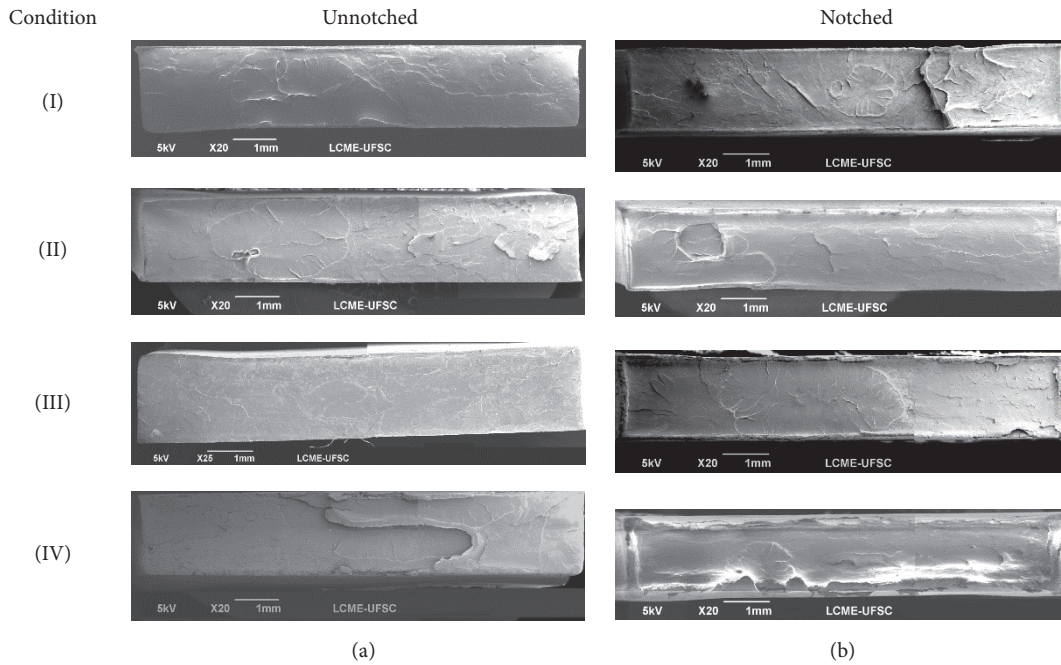 Condition Unnotched Notched
(I)
5kV X20 1mm LCME-UFSC
5kV X20 1mm LCME-UFSC
(II)
5kV X20 1mm LCME-UFSC
5kV X20 1mm LCME-UFSC
(III)
5kV X25 1mm LCME-UFSC
5kV X20 1mm LCME-UFSC
(IV)
5kV X20 1mm LCME-UFSC
5kV X20 1mm LCME-UFSC
(a) (b)